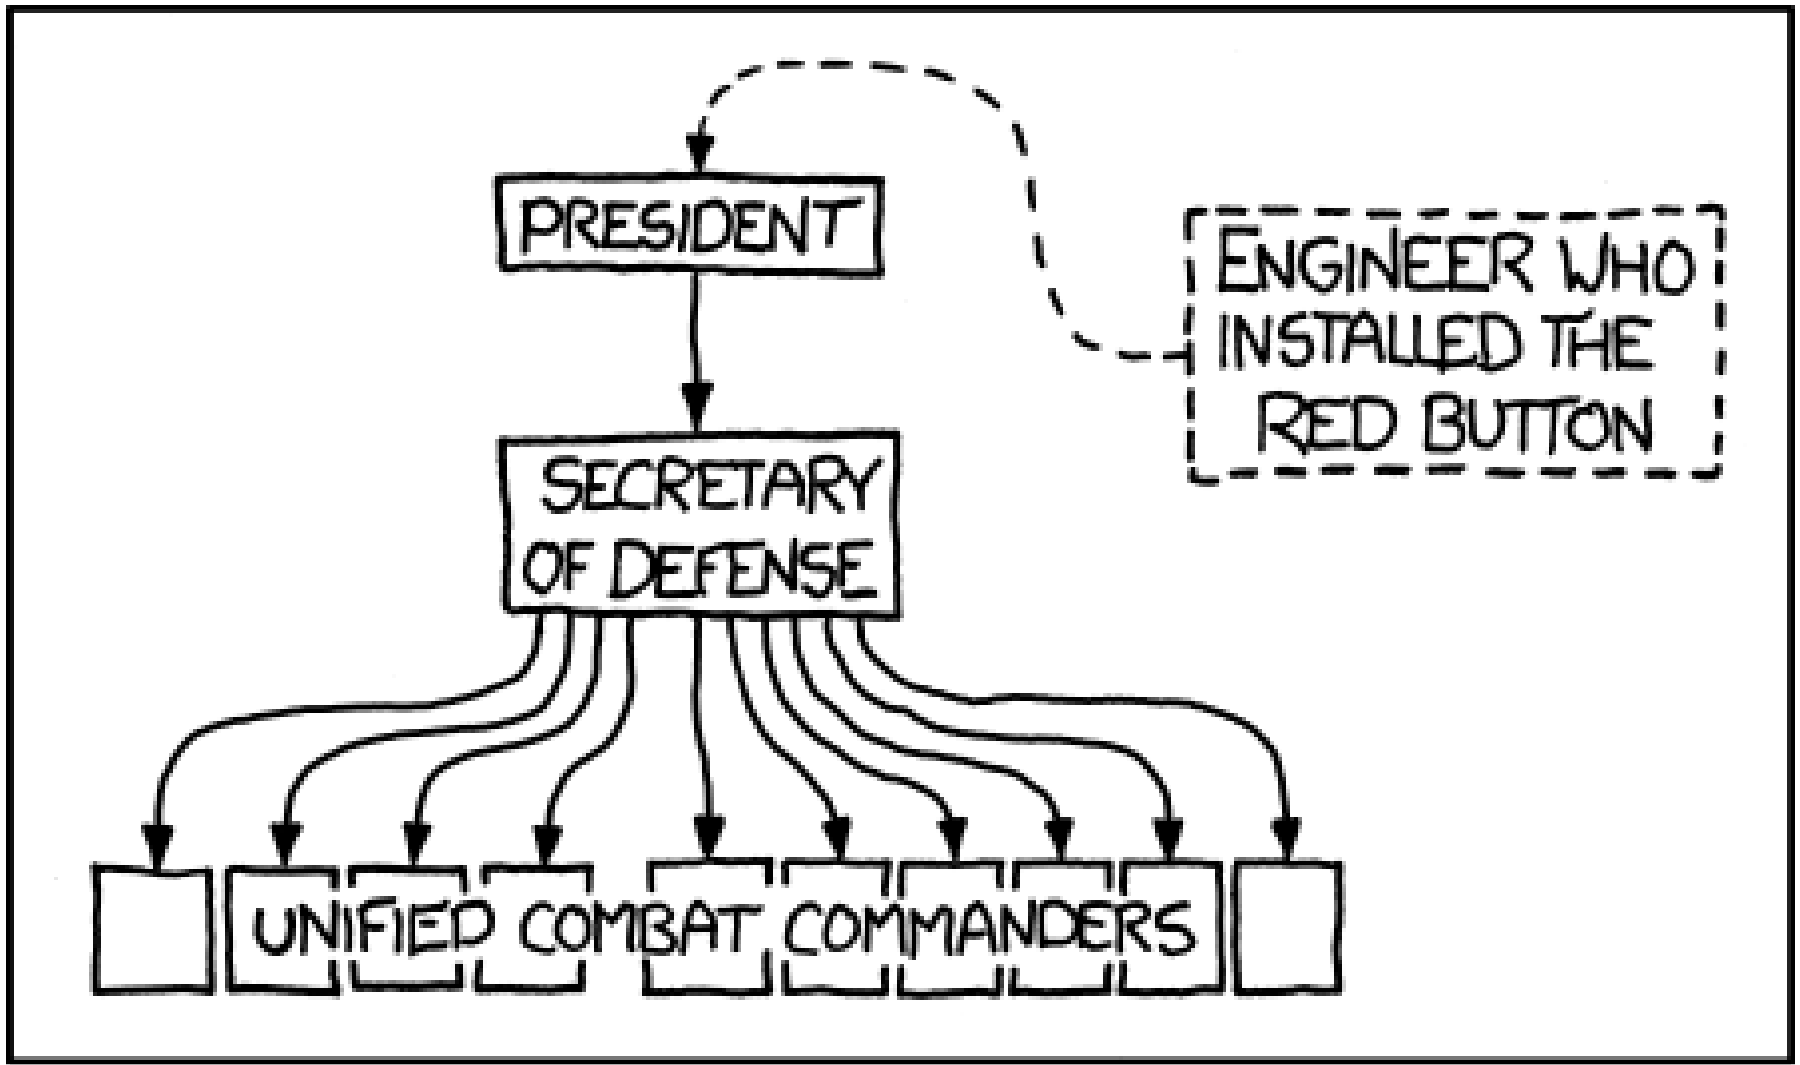 PRESIDENT
ENGINEER WHO
INSTALLED THE
RED BUTTON
SECRETARY
OF DEFENSE
UNIFIED COMBAT COMMANDERS